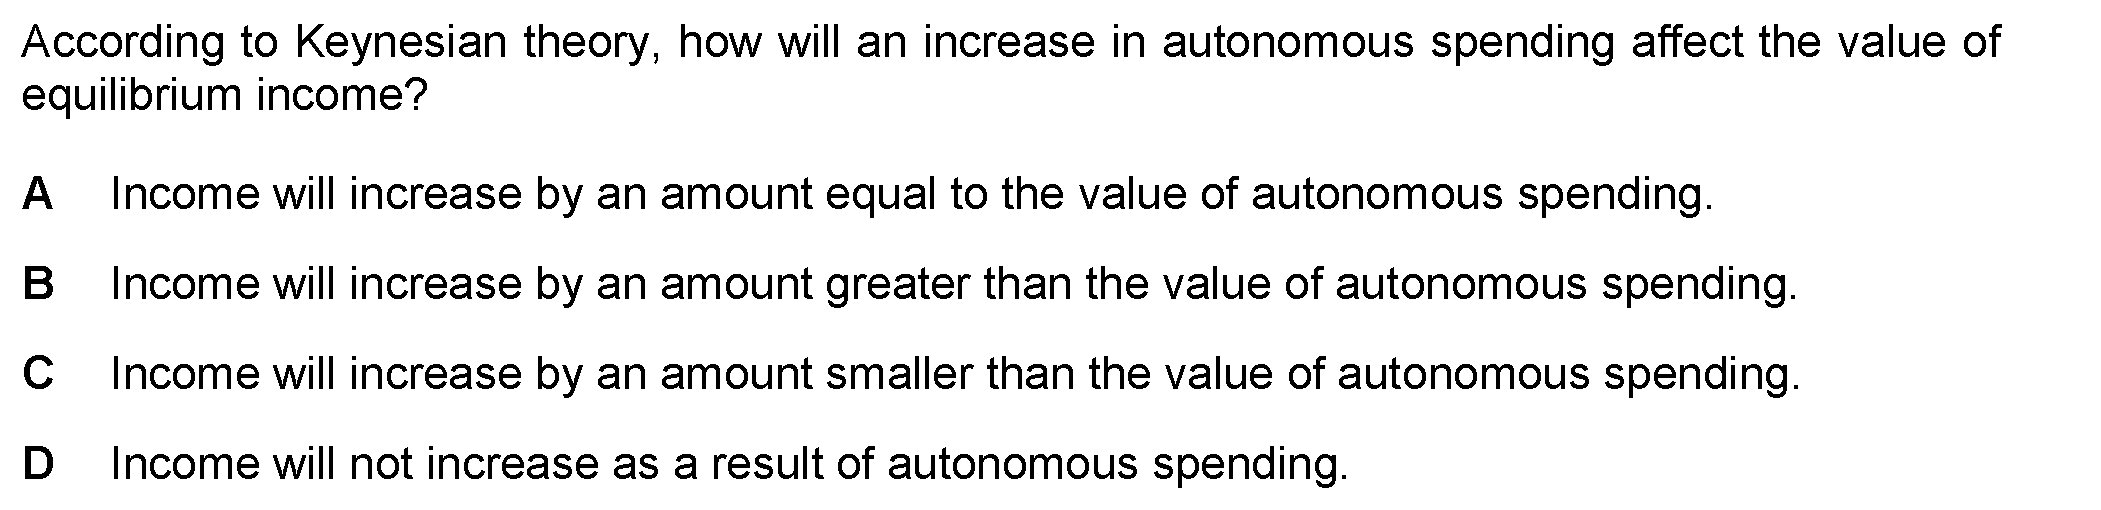 According to Keynesian theory, how will an increase in autonomous spending affect the value of
equilibrium income?
A Income will increase by an amount equal to the value of autonomous spending.
B Income will increase by an amount greater than the value of autonomous spending.
C Income will increase by an amount smaller than the value of autonomous spending.
D Income will not increase as a result of autonomous spending.